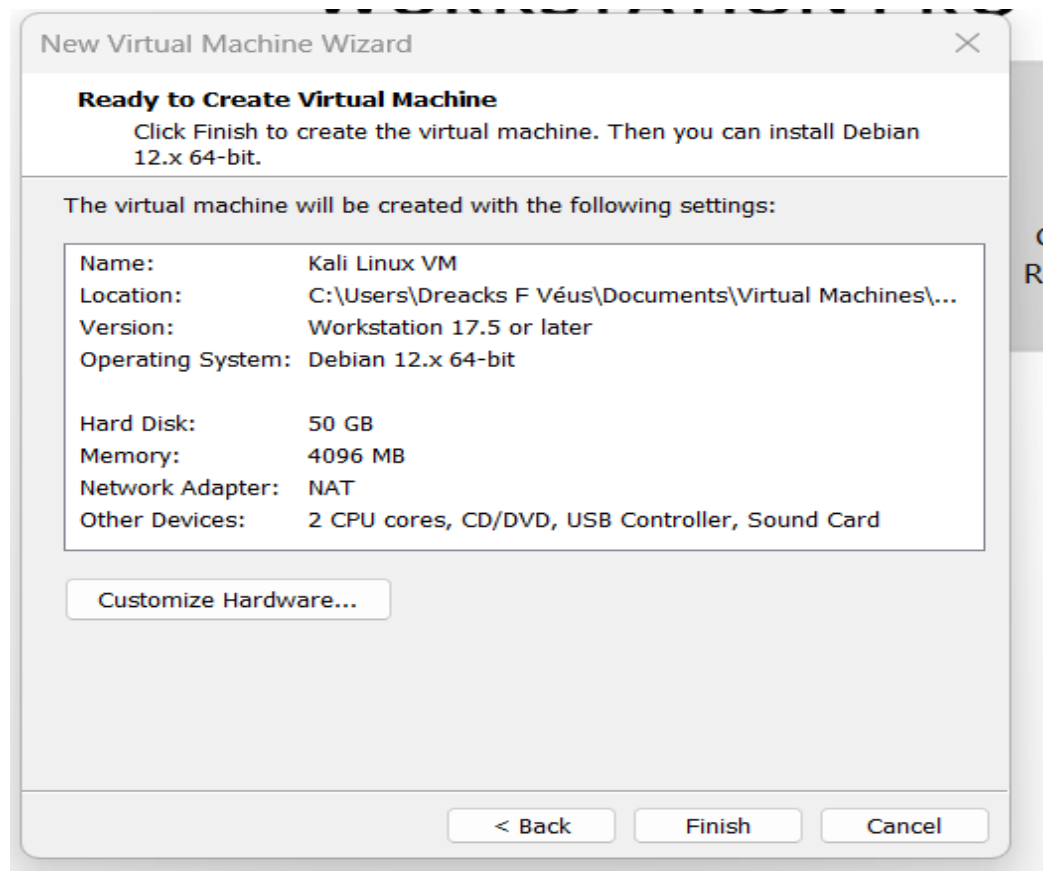 New Virtual Machine Wizard
Ready to Create Virtual Machine
Click Finish to create the virtual machine. Then you can install Debian
12.x 64-bit.
The virtual machine will be created with the following settings:
Name: Kali Linux VM
Location: C:\Users\Dreacks F Véus\Documents\Virtual Machines\...
Version: Workstation 17.5 or later
Operating System: Debian 12.x 64-bit
Hard Disk: 50 GB
Memory: 4096 MB
Network Adapter: NAT
Other Devices: 2 CPU cores, CD/DVD, USB Controller, Sound Card
Customize Hardware...
< Back Finish Cancel